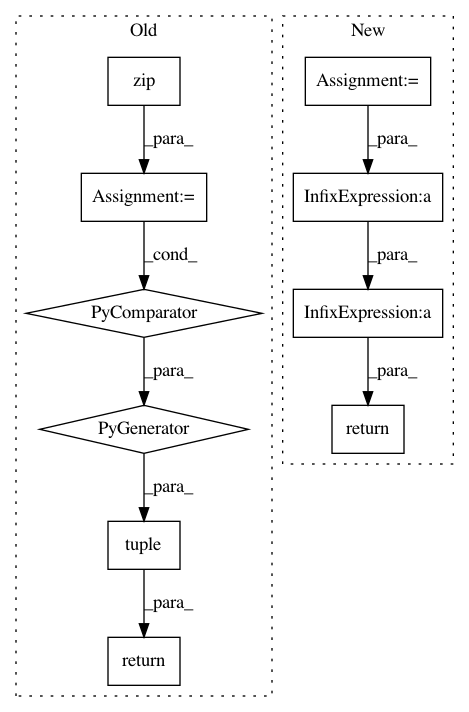 Old
zip
_para_
Assignment:=
_cond_
PyComparator
_para_
PyGenerator
_para_
tuple
_para_
return
New
Assignment:=
_para_
InfixExpression:a
_para_
InfixExpression:a
_para_
return